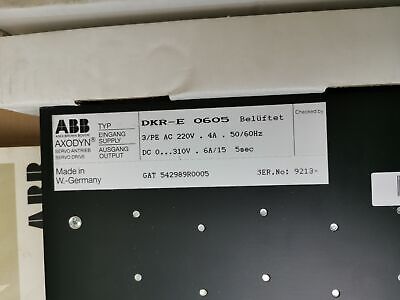 ABB
ASEA BROWN BOVERI
AXODYN®
SERVO ANTRIEB
SERVO DRIVE
TYP
EINGANG
SUPPLY
AUSGANG
OUTPUT
DKR-E 0605 Belüftet
3/PE AC 220V . 4A . 50/60Hz
DC 0...310V . 6A/15 5sec
Checked by
Made in
W.-Germany
GAT 542989R0005
SER.No: 9213-
ABB